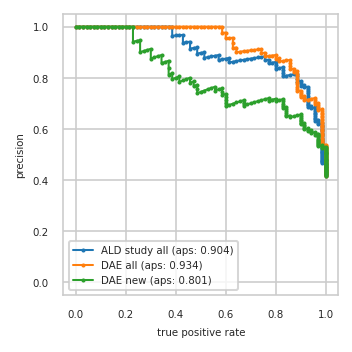 1.0
0.8
0.6
0.4
0.2
0.0
precision
ALD study all (aps: 0.904)
DAE all (aps: 0.934)
DAE new (aps: 0.801)
0.0 0.2 0.4 0.6 0.8 1.0
true positive rate